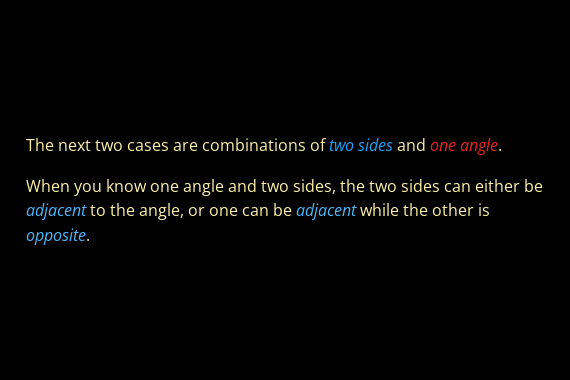 The next two cases are combinations of two sides and one angle.
When you know one angle and two sides, the two sides can either be
adjacent to the angle, or one can be adjacent while the other is
opposite.